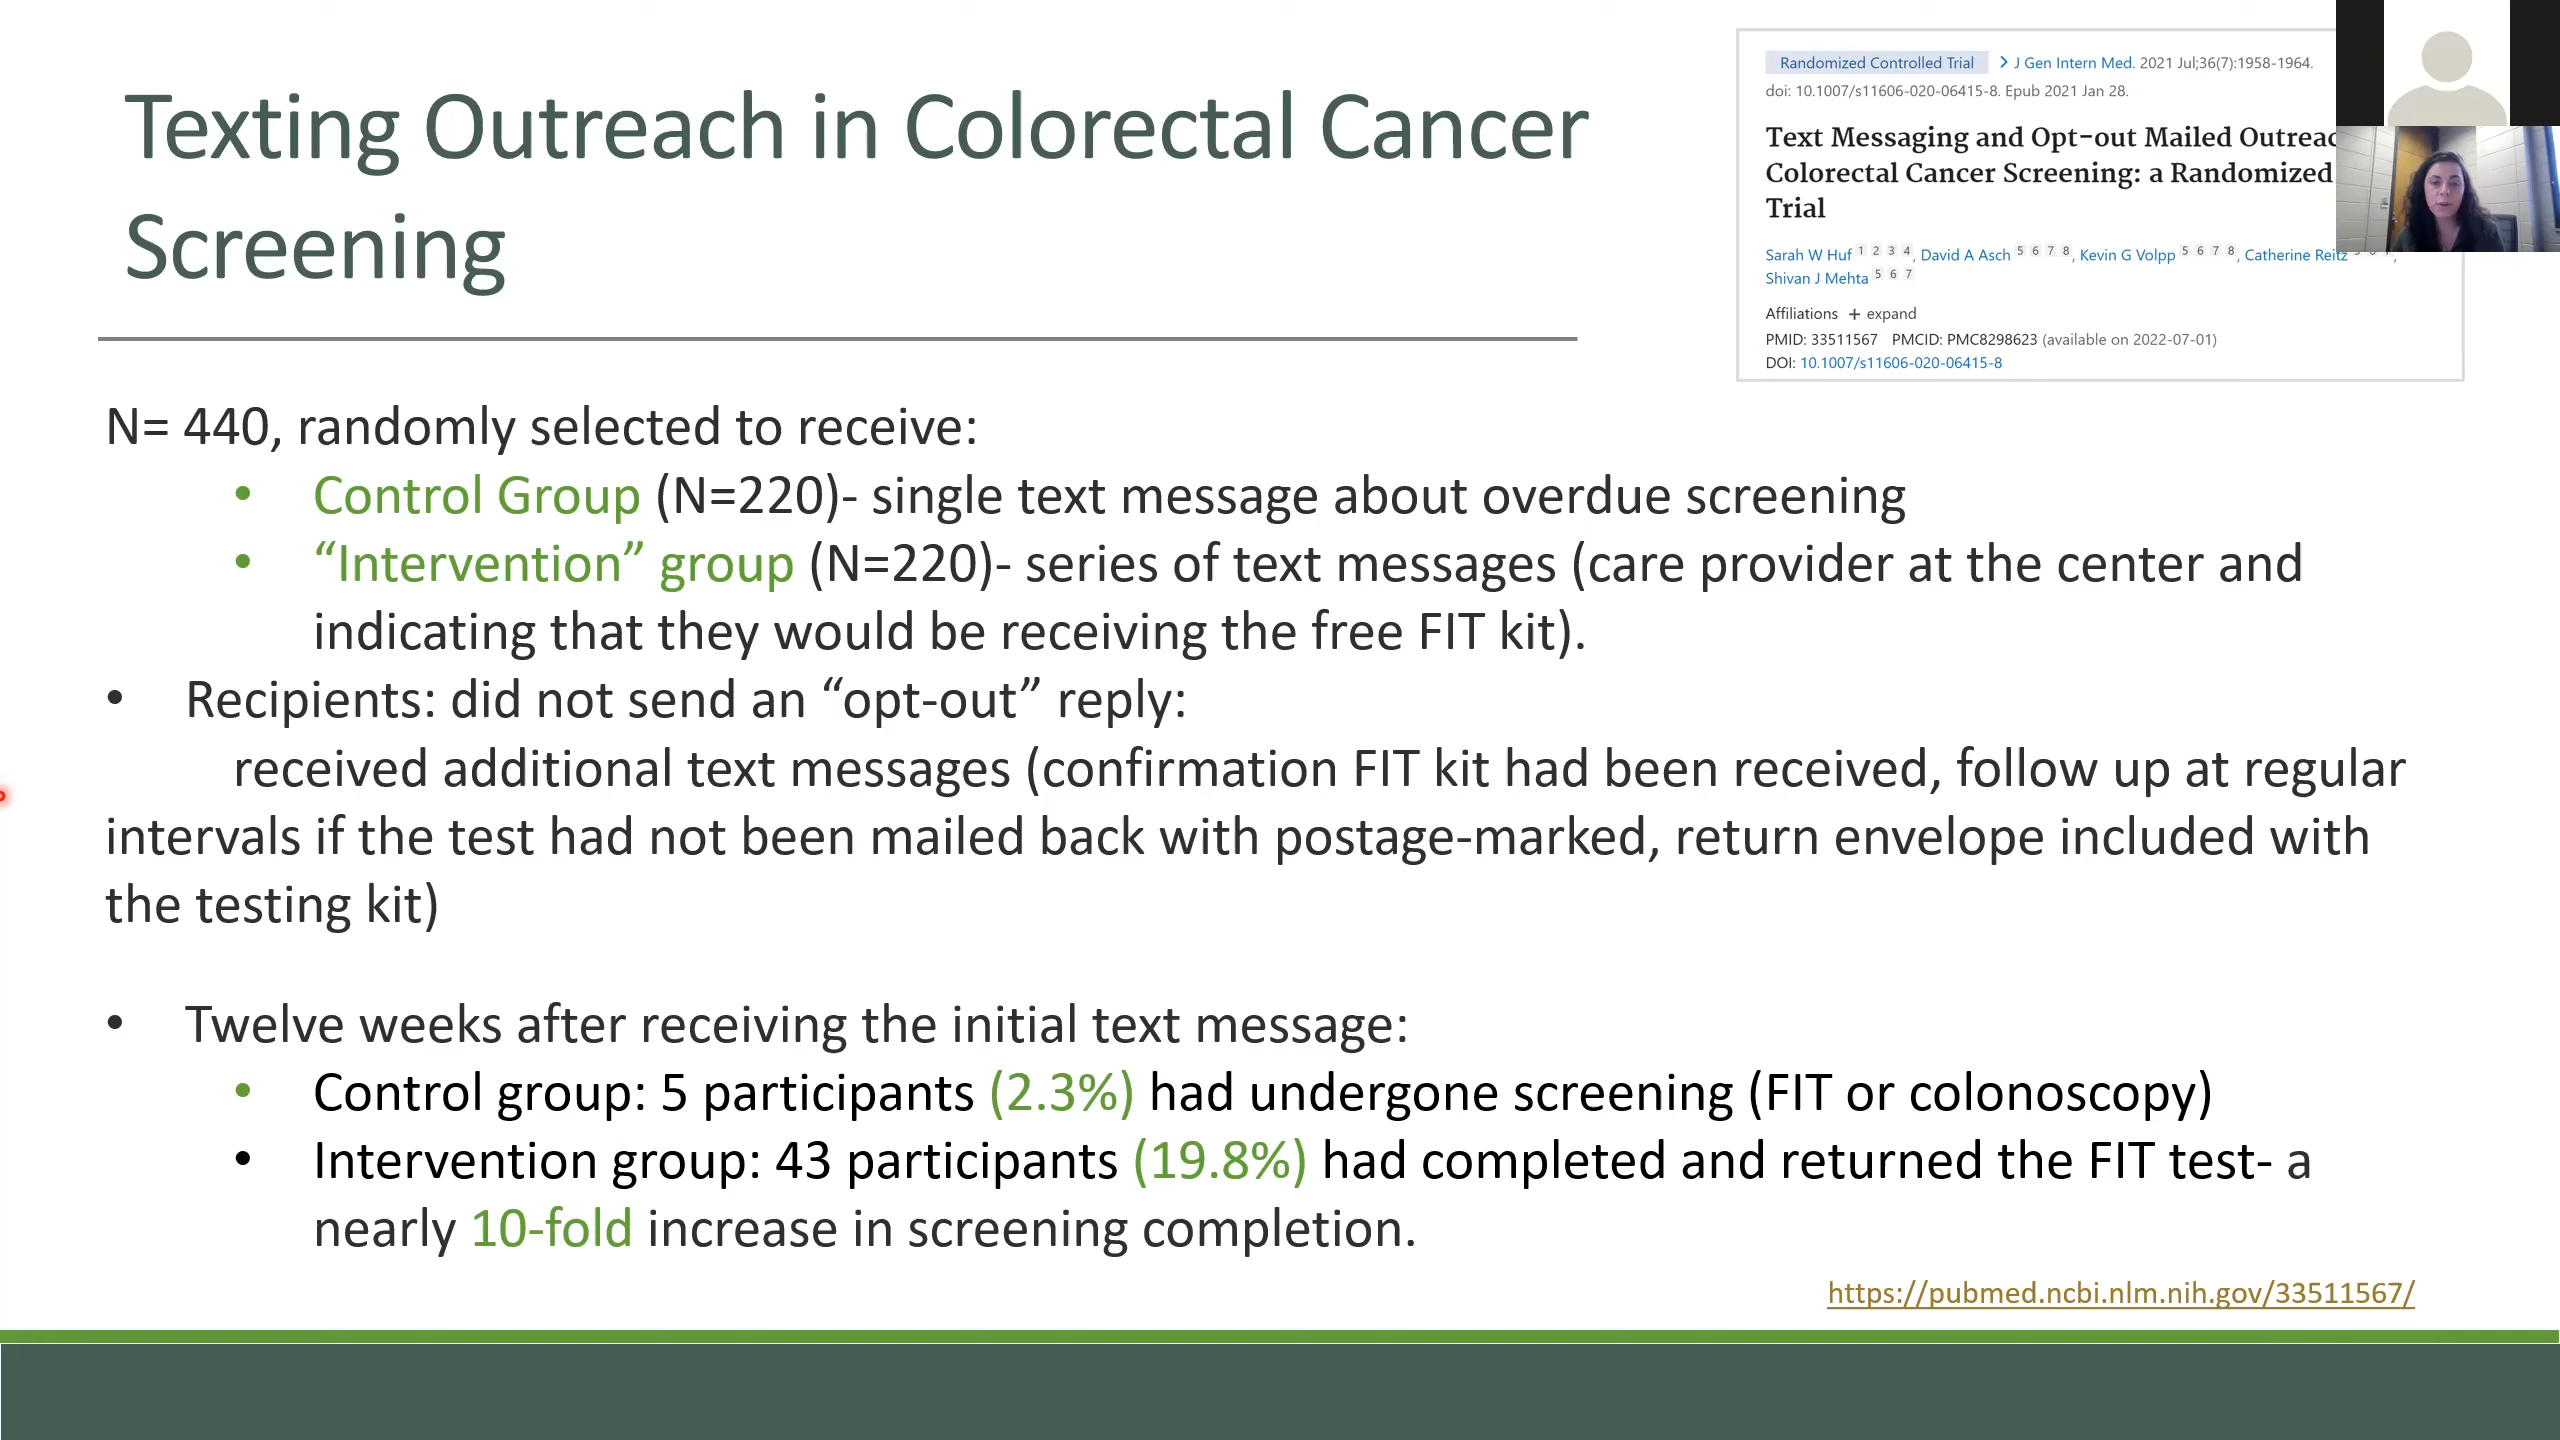 Texting Outreach in Colorectal Cancer
Screening
Randomized Controlled Trial > J Gen Intern Med. 2021 Jul;36(7):1958-1964.
doi: 10.1007/s11606-020-06415-8. Epub 2021 Jan 28.
Text Messaging and Opt-out Mailed
Colorectal Cancer Screening: a Randomized
Trial
Sarah W Huf 1 2 3 4, David A Asch 5 6 7 8, Kevin G Volpp 5 6 7 8, Catherine Reitz
Shivan J Mehta 5 6 7
Affiliations + expand
PMID: 33511567 PMCID: PMC8298623 (available on 2022-07-01)
DOI: 10.1007/s11606-020-06415-8
N= 440, randomly selected to receive:
• Control Group (N=220)- single text message about overdue screening
• “Intervention” group (N=220)- series of text messages (care provider at the center and
indicating that they would be receiving the free FIT kit).
• Recipients: did not send an “opt-out” reply:
received additional text messages (confirmation FIT kit had been received, follow up at regular
intervals if the test had not been mailed back with postage-marked, return envelope included with
the testing kit)
• Twelve weeks after receiving the initial text message:
• Control group: 5 participants (2.3%) had undergone screening (FIT or colonoscopy)
• Intervention group: 43 participants (19.8%) had completed and returned the FIT test- a
nearly 10-fold increase in screening completion.
https://pubmed.ncbi.nlm.nih.gov/33511567/